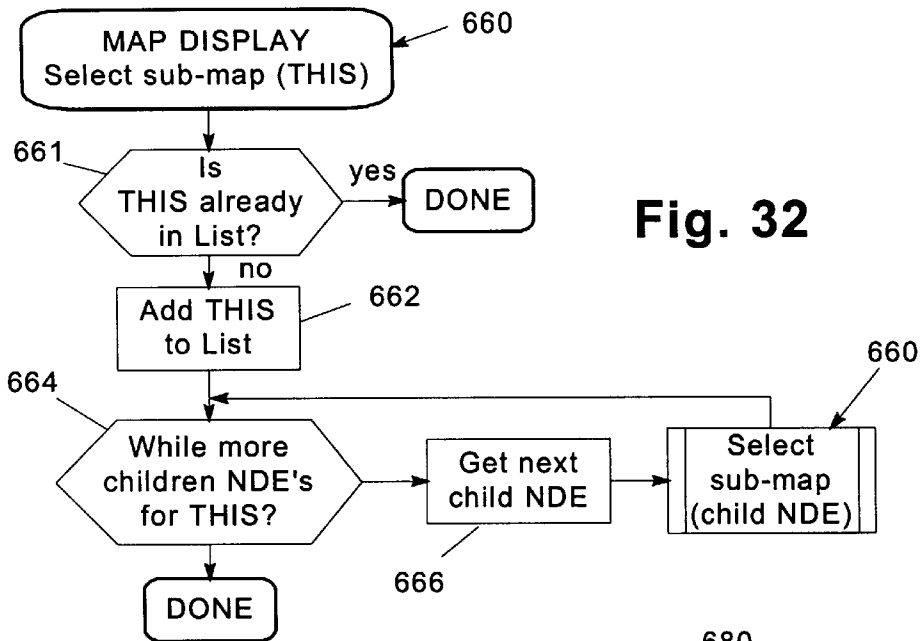 MAP DISPLAY
Select sub-map (THIS)
660
661
Is
THIS already
in List?
yes
DONE
Fig. 32
no
Add THIS
to List
662
664
While more
children NDE's
for THIS?
Get next
child NDE
666
660
Select
sub-map
(child NDE)
DONE
680